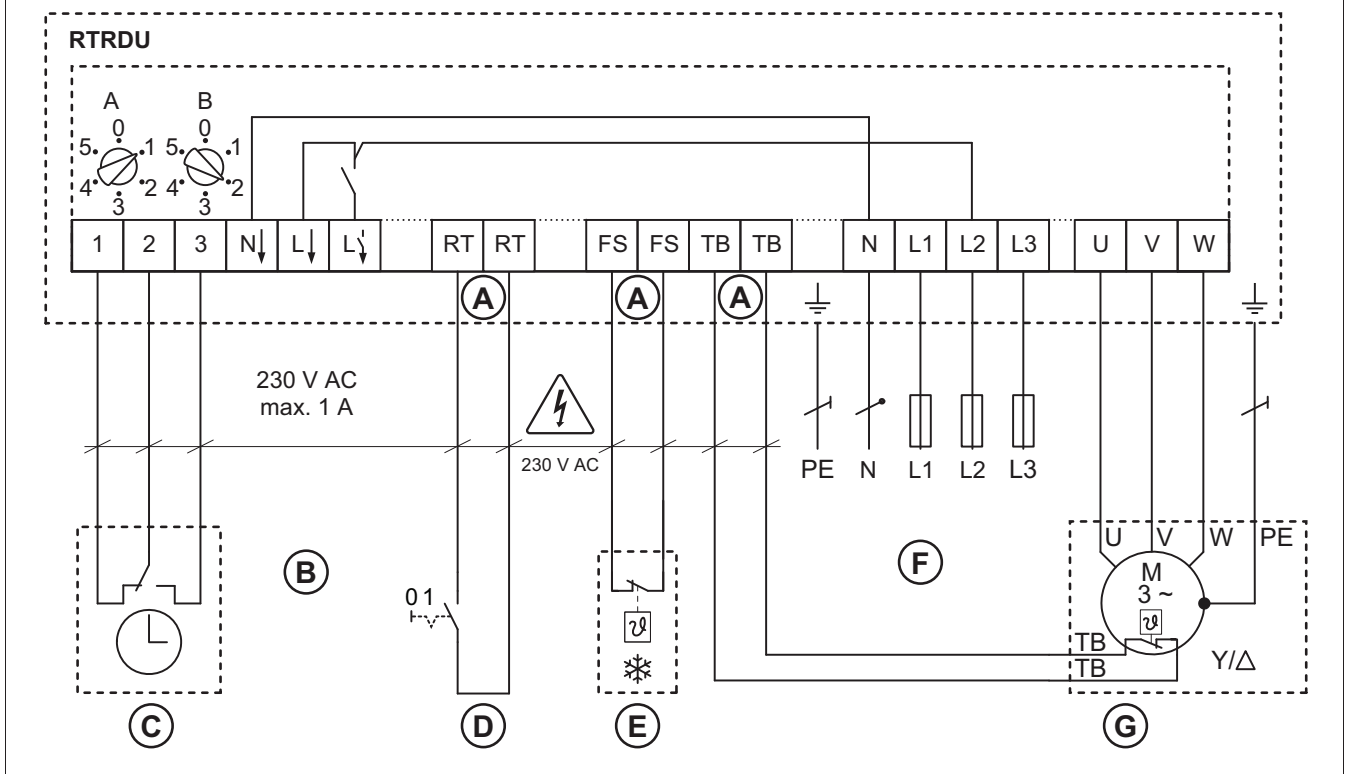 RTRDU
A B
0 0
5 1 5 1
4 2 4 2
3 3
1 2 3 N L L RT RT FS FS TB TB N L1 L2 L3 U V W
A A A
230 V AC
max. 1 A
230 V AC
PE N L1 L2 L3
U V W PE
M
3 ~
ϑ
0 1
ϑ
TB
TB
Y/△
B F
C D E G